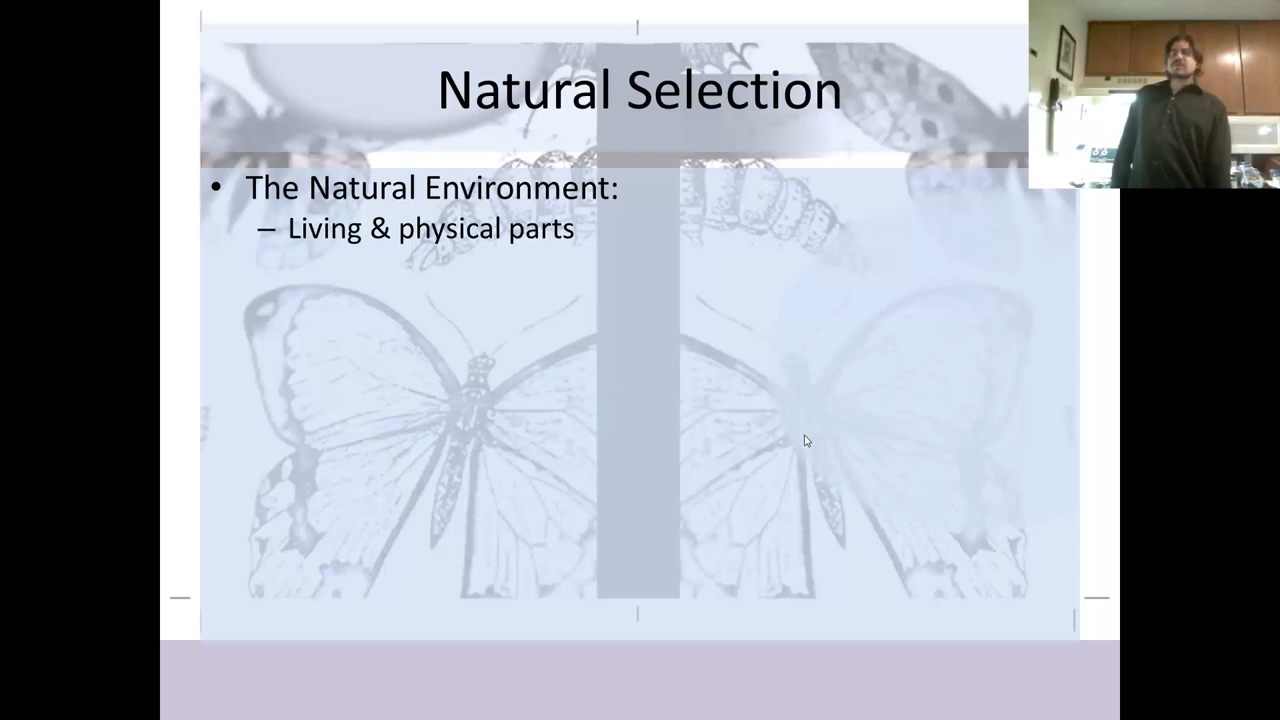 Natural Selection
• The Natural Environment:
– Living & physical parts